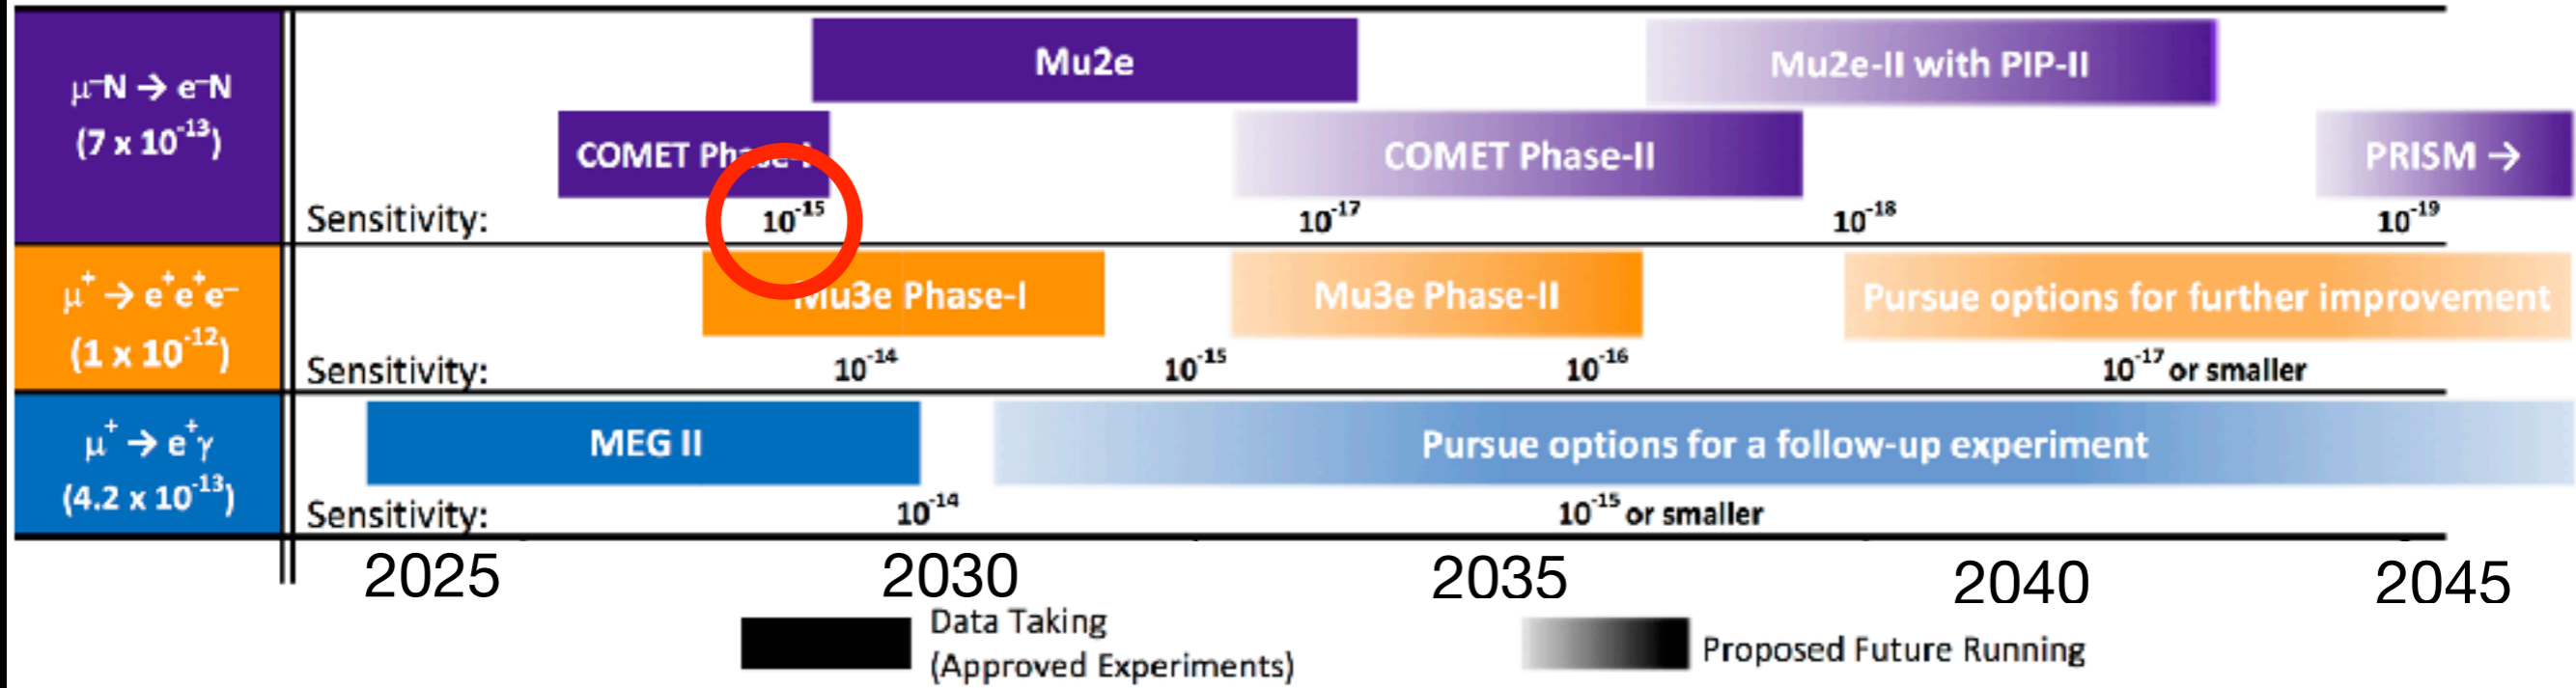 μ⁻N → e⁻N
(7 x 10⁻¹³)
Mu2e
Mu2e-II with PIP-II
COMET Phase-I
COMET Phase-II
PRISM →
Sensitivity: 10⁻¹⁵ 10⁻¹⁷ 10⁻¹⁸ 10⁻¹⁹
μ⁺ → e⁺e⁺e⁻
(1 x 10⁻¹²)
Mu3e Phase-I
Mu3e Phase-II
Pursue options for further improvement
Sensitivity: 10⁻¹⁴ 10⁻¹⁵ 10⁻¹⁶ 10⁻¹⁷ or smaller
μ⁺ → e⁺γ
(4.2 x 10⁻¹³)
MEG II
Pursue options for a follow-up experiment
Sensitivity: 10⁻¹⁴ 10⁻¹⁵ or smaller
2025 2030 2035 2040 2045
Data Taking
(Approved Experiments)
Proposed Future Running